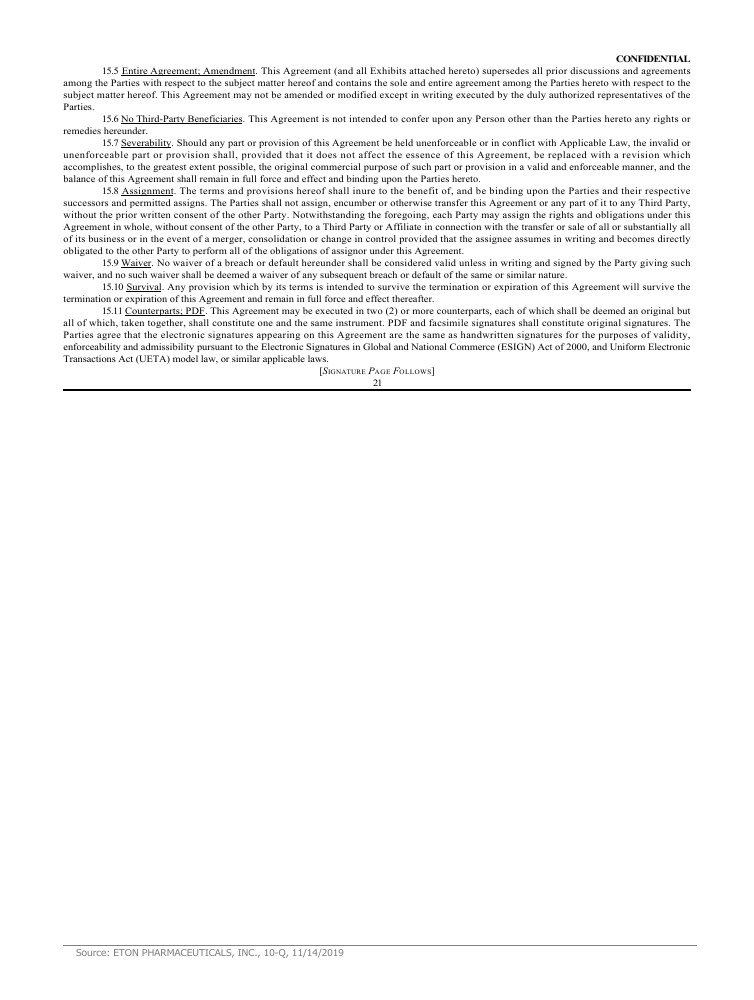 CONFIDENTIAL
15.5 Entire Agreement; Amendment. This Agreement (and all Exhibits attached hereto) supersedes all prior discussions and agreements
among the Parties with respect to the subject matter hereof and contains the sole and entire agreement among the Parties hereto with respect to the
subject matter hereof. This Agreement may not be amended or modified except in writing executed by the duly authorized representatives of the
Parties.
15.6 No Third-Party Beneficiaries. This Agreement is not intended to confer upon any Person other than the Parties hereto any rights or
remedies hereunder.
15.7 Severability. Should any part or provision of this Agreement be held unenforceable or in conflict with Applicable Law, the invalid or
unenforceable part or provision shall, provided that it does not affect the essence of this Agreement, be replaced with a revision which
accomplishes, to the greatest extent possible, the original commercial purpose of such part or provision in a valid and enforceable manner, and the
balance of this Agreement shall remain in full force and effect and binding upon the Parties hereto.
15.8 Assignment. The terms and provisions hereof shall inure to the benefit of, and be binding upon the Parties and their respective
successors and permitted assigns. The Parties shall not assign, encumber or otherwise transfer this Agreement or any part of it to any Third Party,
without the prior written consent of the other Party. Notwithstanding the foregoing, each Party may assign the rights and obligations under this
Agreement in whole, without consent of the other Party, to a Third Party or Affiliate in connection with the transfer or sale of all or substantially all
of its business or in the event of a merger, consolidation or change in control provided that the assignee assumes in writing and becomes directly
obligated to the other Party to perform all of the obligations of assignor under this Agreement.
15.9 Waiver. No waiver of a breach or default hereunder shall be considered valid unless in writing and signed by the Party giving such
waiver, and no such waiver shall be deemed a waiver of any subsequent breach or default of the same or similar nature.
15.10 Survival. Any provision which by its terms is intended to survive the termination or expiration of this Agreement will survive the
termination or expiration of this Agreement and remain in full force and effect thereafter.
15.11 Counterparts; PDF. This Agreement may be executed in two (2) or more counterparts, each of which shall be deemed an original but
all of which, taken together, shall constitute one and the same instrument. PDF and facsimile signatures shall constitute original signatures. The
Parties agree that the electronic signatures appearing on this Agreement are the same as handwritten signatures for the purposes of validity,
enforceability and admissibility pursuant to the Electronic Signatures in Global and National Commerce (ESIGN) Act of 2000, and Uniform Electronic
Transactions Act (UETA) model law, or similar applicable laws.
[SIGNATURE PAGE FOLLOWS]
21
Source: ETON PHARMACEUTICALS, INC., 10-Q, 11/14/2019